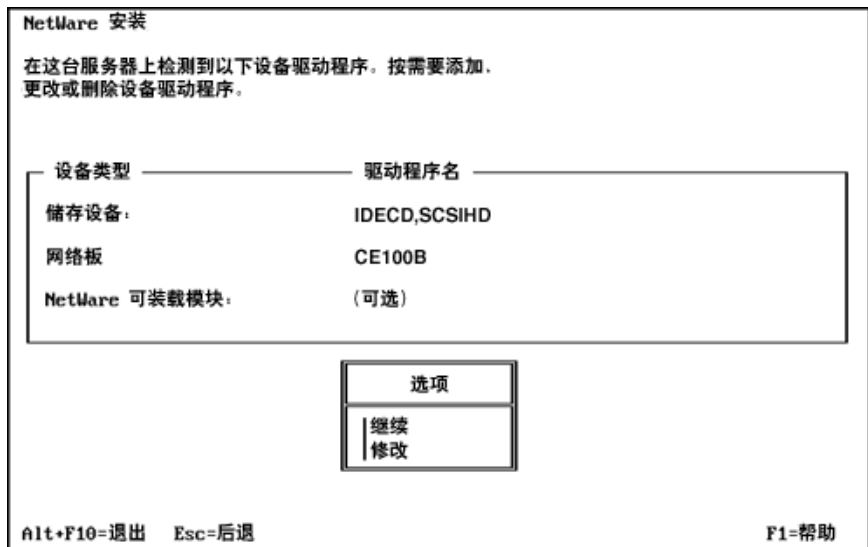 NetWare 安装
在这台服务器上检测到以下设备驱动程序。按需要添加、
更改或删除设备驱动程序。
设备类型 驱动程序名
储存设备: IDECD,SCSIHD
网络板 CE100B
NetWare 可装载模块: (可选)
选项
继续
修改
Alt+F10=退出 Esc=后退 F1=帮助